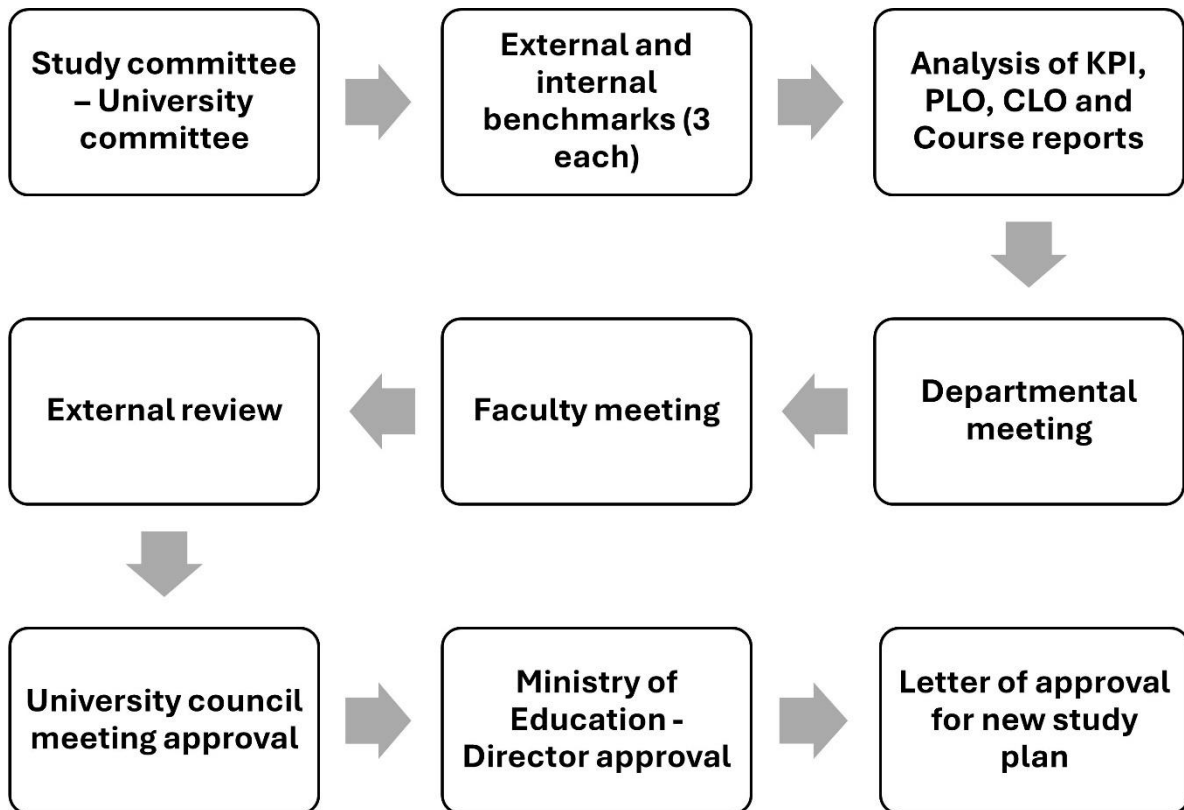 Study committee
– University
committee
External and
internal
benchmarks (3
each)
Analysis of KPI,
PLO, CLO and
Course reports
Departmental
meeting
Faculty meeting
External review
University council
meeting approval
Ministry of
Education -
Director approval
Letter of approval
for new study
plan